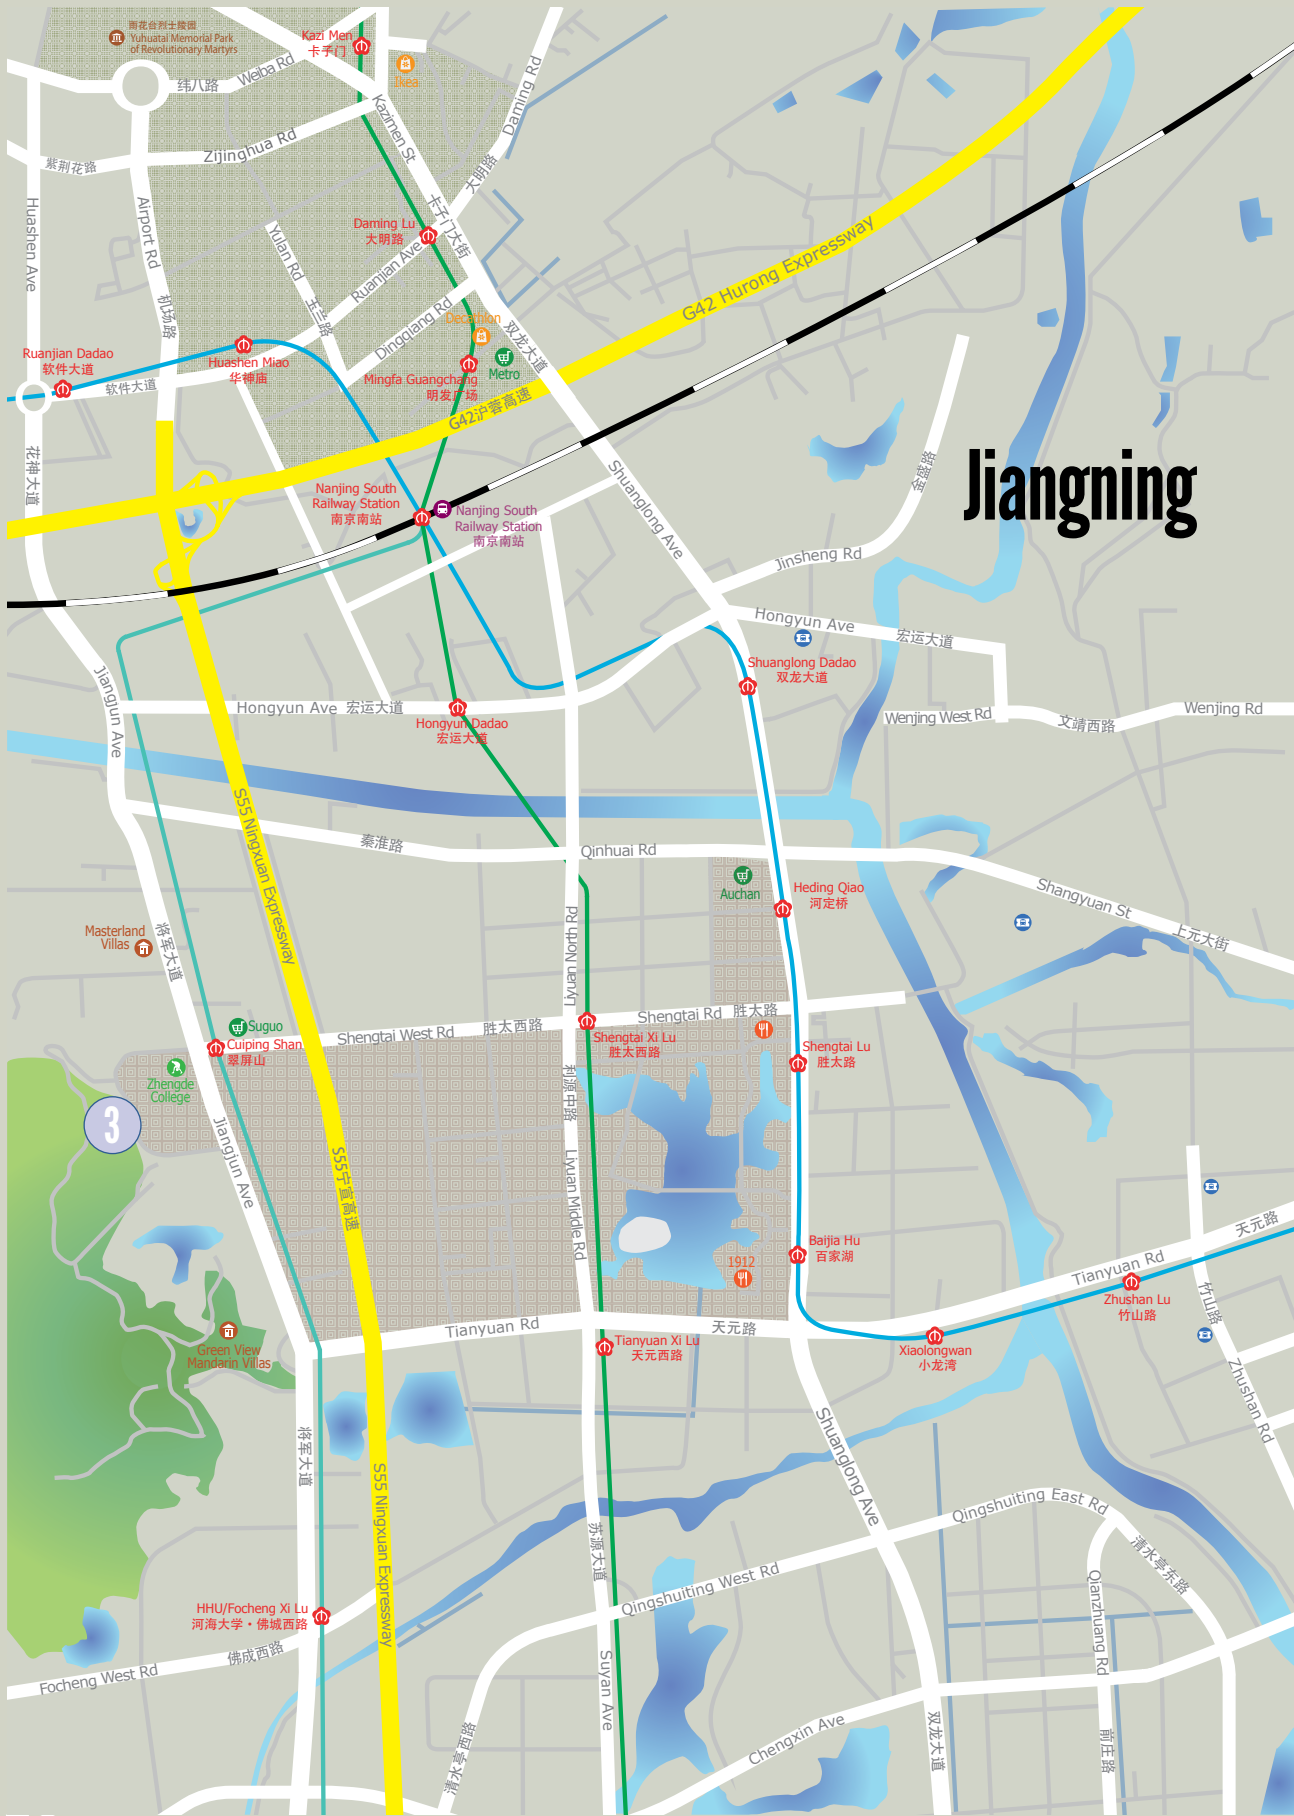 雨花台烈士陵园
Yuhuatai Memorial Park
of Revolutionary Martyrs
Kazi Men
卡子门
Ikea
纬八路
Weiba Rd
Kazimen St
Daming Rd
大明路
Zijinghua Rd
紫荆花路
Huashen Ave
Airport Rd
机场路
Yulan Rd
玉兰路
Daming Lu
大明路
卡子门大街
Ruanjian Ave
Dingqiang Rd
Decathlon
双龙大道
Metro
G42 Hurong Expressway
Ruanjian Dadao
软件大道
软件大道
Huashen Miao
华神庙
Mingfa Guangchang
明发广场
G42沪蓉高速
花神大道
Nanjing South
Railway Station
南京南站
Nanjing South
Railway Station
南京南站
Shuanglong Ave
金盛路
Jiangning
Jinsheng Rd
Hongyun Ave
宏运大道
Shuanglong Dadao
双龙大道
Jiangjun Ave
Hongyun Ave 宏运大道
Hongyun Dadao
宏运大道
Wenjing West Rd
文靖西路
Wenjing Rd
S55 Ningxuan Expressway
秦淮路
Qinhuai Rd
Auchan
Heding Qiao
河定桥
Shangyuan St
上元大街
Masterland
Villas
将军大道
Liyuan North Rd
Suguo
Cuiping Shan
翠屏山
Shengtai West Rd
胜太西路
Shengtai Rd
胜太路
Shengtai Xi Lu
胜太西路
Shengtai Lu
胜太路
Zhengde
College
3
利源中路
Jiangjun Ave
S55宁宣高速
Liyuan Middle Rd
1912
Baijia Hu
百家湖
天元路
Tianyuan Rd
Zhushan Lu
竹山路
竹山路
Green View
Mandarin Villas
Tianyuan Rd
天元路
Tianyuan Xi Lu
天元西路
Xiaolongwan
小龙湾
Zhushan Rd
将军大道
S55 Ningxuan Expressway
Shuanglong Ave
苏源大道
Qingshuiting East Rd
清水亭东路
Qingshuiting West Rd
Qianzhuang Rd
HHU/Focheng Xi Lu
河海大学·佛城西路
佛成西路
Focheng West Rd
Suyan Ave
清水亭西路
Chengxin Ave
双龙大道
前庄路